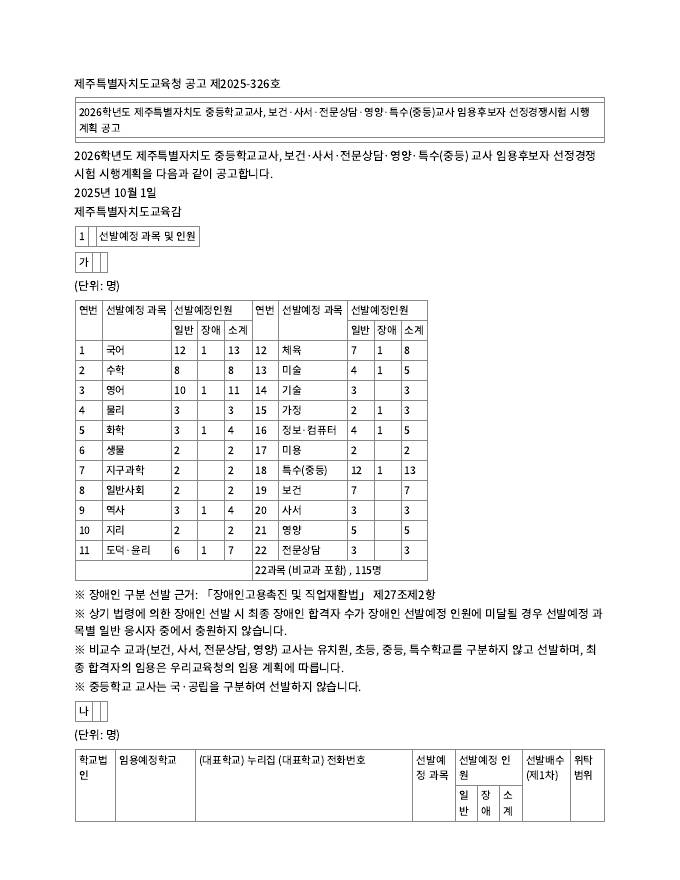 제주특별자치도교육청 공고 제2025-326호
2026학년도 제주특별자치도 중등학교교사, 보건·사서·전문상담·영양·특수(중등)교사 임용후보자 선정경쟁시험 시행
계획 공고
2026학년도 제주특별자치도 중등학교교사, 보건·사서·전문상담·영양·특수(중등) 교사 임용후보자 선정경쟁
시험 시행계획을 다음과 같이 공고합니다.
2025년 10월 1일
제주특별자치도교육감
1 선발예정 과목 및 인원
가
(단위: 명)
연번 선발예정 과목 선발예정인원 연번 선발예정 과목 선발예정인원
일반 장애 소계 일반 장애 소계
1 국어 12 1 13 12 체육 7 1 8
2 수학 8 8 13 미술 4 1 5
3 영어 10 1 11 14 기술 3 3
4 물리 3 3 15 가정 2 1 3
5 화학 3 1 4 16 정보·컴퓨터 4 1 5
6 생물 2 2 17 미용 2 2
7 지구과학 2 2 18 특수(중등) 12 1 13
8 일반사회 2 2 19 보건 7 7
9 역사 3 1 4 20 사서 3 3
10 지리 2 2 21 영양 5 5
11 도덕·윤리 6 1 7 22 전문상담 3 3
22과목 (비교과 포함) , 115명
※ 장애인 구분 선발 근거: 「장애인고용촉진 및 직업재활법」 제27조제2항
※ 상기 법령에 의한 장애인 선발 시 최종 장애인 합격자 수가 장애인 선발예정 인원에 미달될 경우 선발예정 과
목별 일반 응시자 중에서 충원하지 않습니다.
※ 비교수 교과(보건, 사서, 전문상담, 영양) 교사는 유치원, 초등, 중등, 특수학교를 구분하지 않고 선발하며, 최
종 합격자의 임용은 우리교육청의 임용 계획에 따릅니다.
※ 중등학교 교사는 국·공립을 구분하여 선발하지 않습니다.
나
(단위: 명)
학교법 임용예정학교 (대표학교) 누리집 (대표학교) 전화번호 선발예 선발예정 인 선발배수 위탁
인 정 과목 원 (제1차) 범위
일 장 소
반 애 계